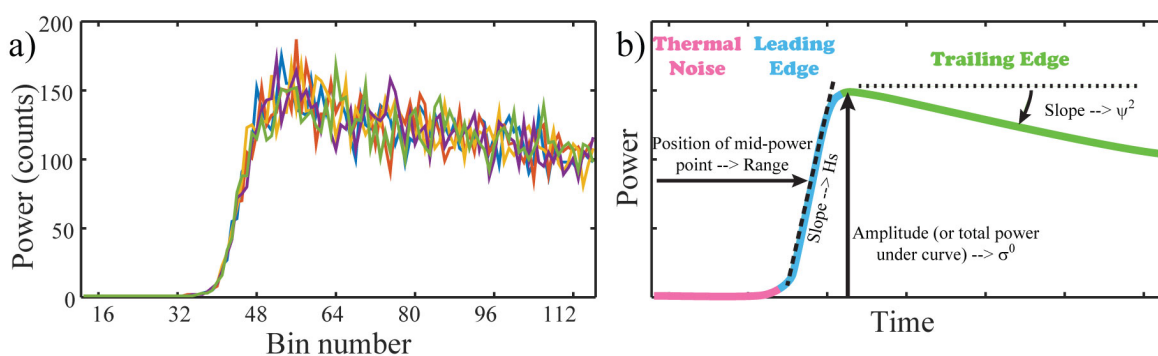 a)
Power (counts)
200
150
100
50
0
16
32
48
64
80
96
112
Bin number
b)
Thermal
Noise
Leading
Edge
Trailing Edge
Slope --> ψ²
Position of mid-power
point --> Range
Slope --> Hs
Amplitude (or total power
under curve) --> σ⁰
Power
Time